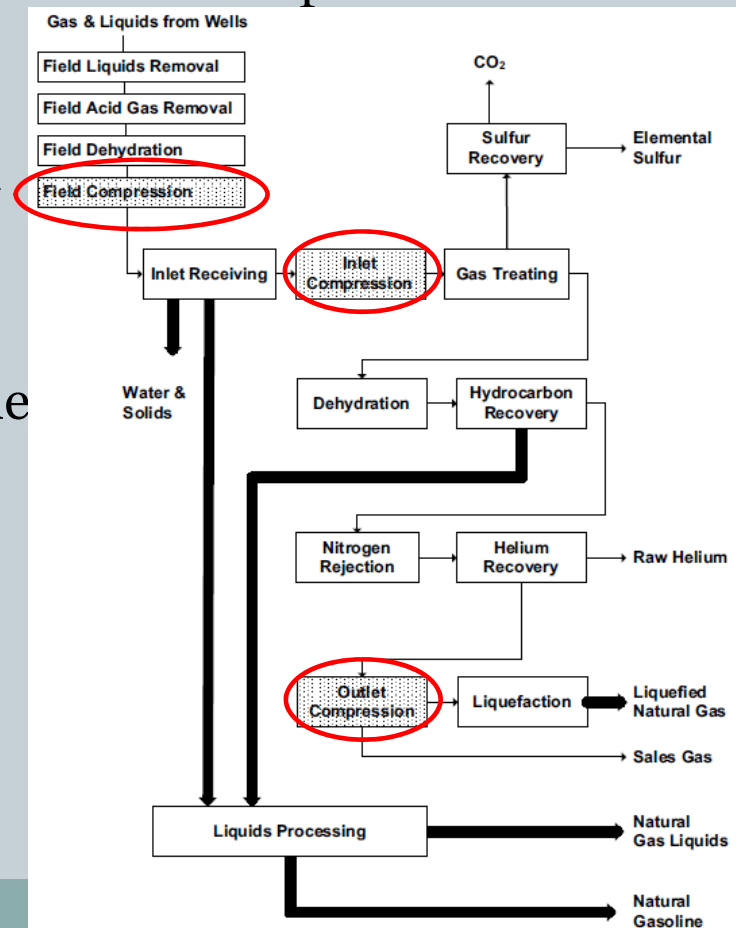 Gas & Liquids from Wells
Field Liquids Removal
Field Acid Gas Removal
Field Dehydration
Field Compression
CO₂
Sulfur
Recovery
Elemental
Sulfur
Inlet Receiving
Inlet
Compression
Gas Treating
Water &
Solids
Dehydration
Hydrocarbon
Recovery
Nitrogen
Rejection
Helium
Recovery
Raw Helium
Outlet
Compression
Liquefaction
Liquefied
Natural Gas
Sales Gas
Liquids Processing
Natural
Gas Liquids
Natural
Gasoline